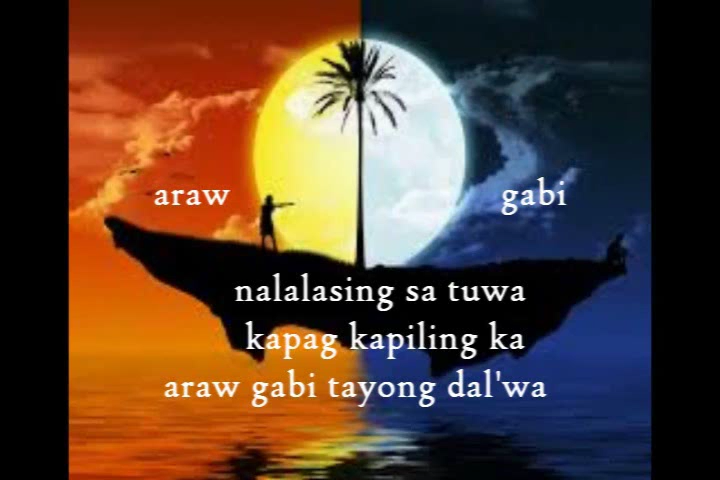 araw gabi
nalalasing sa tuwa
kapag kapiling ka
araw gabi tayong dal'wa